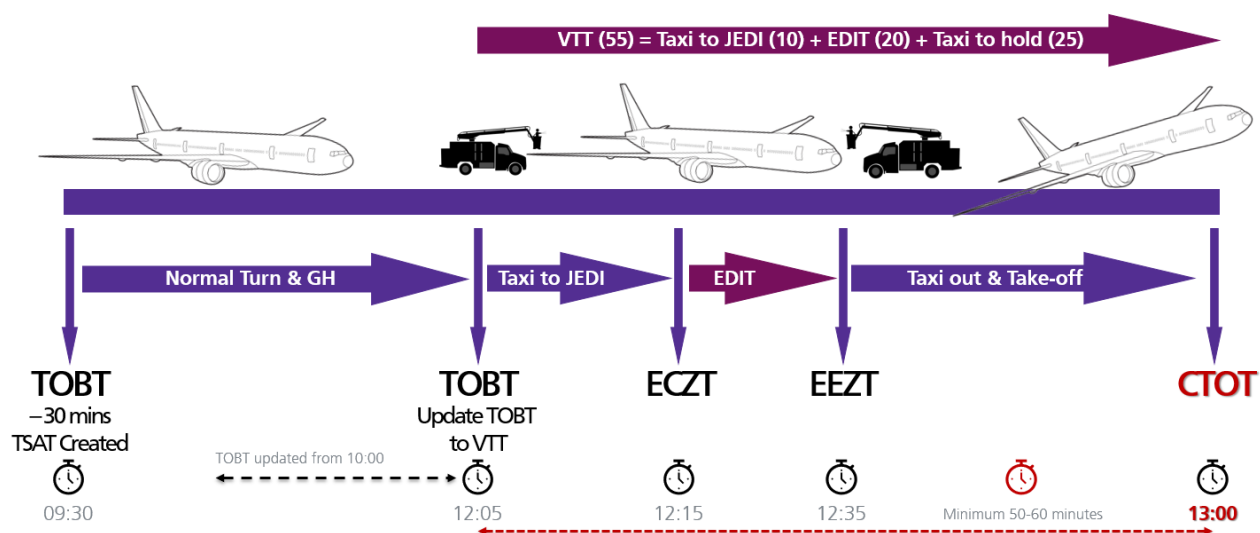 VTT (55) = Taxi to JEDI (10) + EDIT (20) + Taxi to hold (25)
Normal Turn & GH
Taxi to JEDI
EDIT
Taxi out & Take-off
TOBT
–30 mins
TSAT Created
TOBT
Update TOBT
to VTT
ECZT
EEZT
CTOT
TOBT updated from 10:00
09:30
12:05
12:15
12:35
Minimum 50-60 minutes
13:00